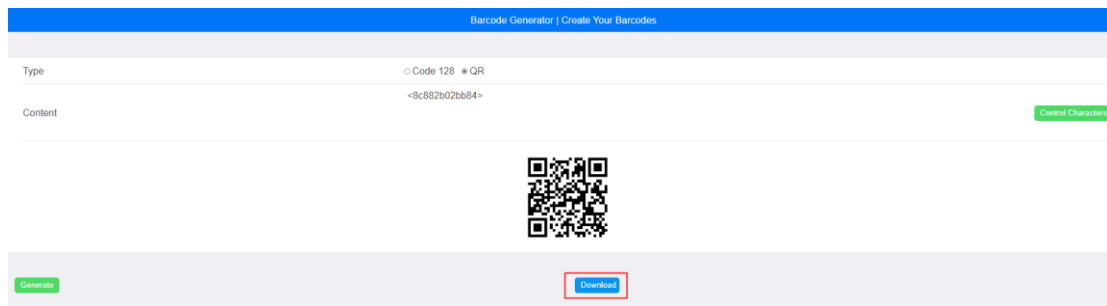 Barcode Generator | Create Your Barcodes
Type
Code 128 QR
<8c882b02bb84>
Content
Control Characters
Generate
Download